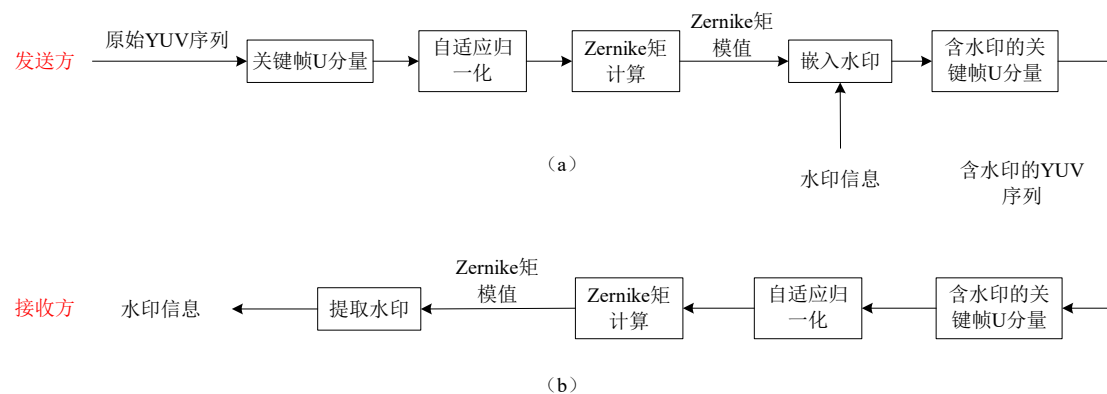 发送方
原始YUV序列
关键帧U分量
自适应归
一化
Zernike矩
计算
Zernike矩
模值
嵌入水印
含水印的关
键帧U分量
(a)
水印信息
含水印的YUV
序列
接收方
水印信息
提取水印
Zernike矩
模值
Zernike矩
计算
自适应归
一化
含水印的关
键帧U分量
(b)